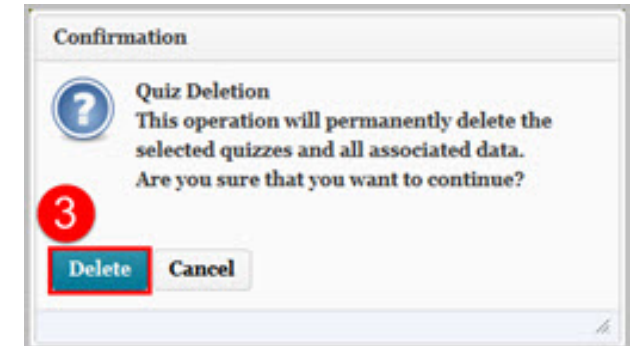 Confirmation
Quiz Deletion
This operation will permanently delete the
selected quizzes and all associated data.
Are you sure that you want to continue?
3
Delete Cancel